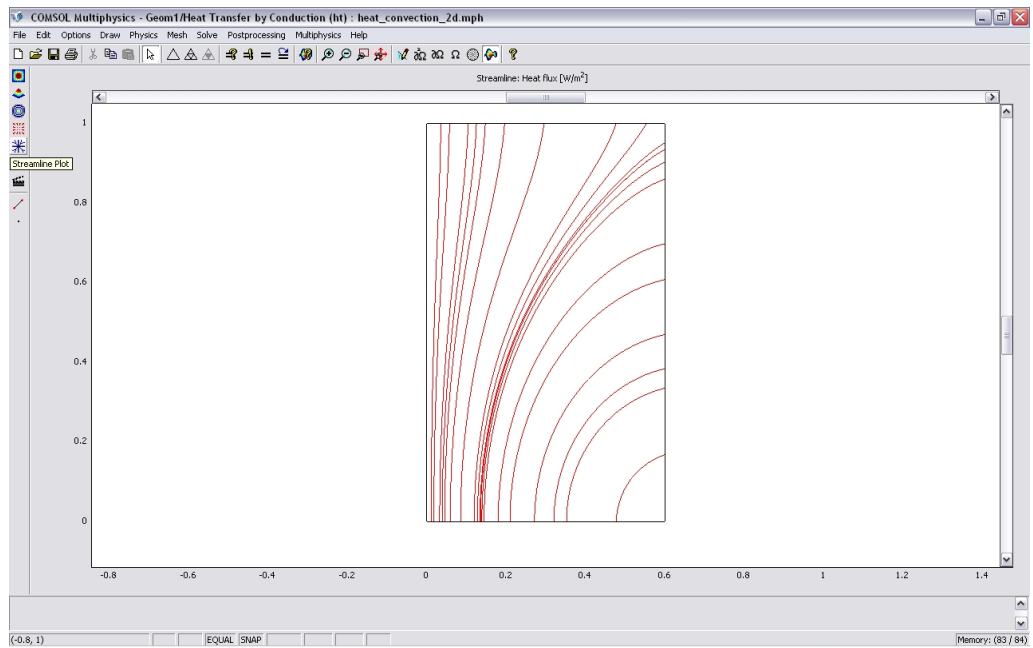 COMSOL Multiphysics - Geom1/Heat Transfer by Conduction (ht) : heat_convection_2d.mph
File Edit Options Draw Physics Mesh Solve Postprocessing Multiphysics Help
Streamline: Heat flux [W/m²]
Streamline Plot
1
0.8
0.6
0.4
0.2
0
-0.8 -0.6 -0.4 -0.2 0 0.2 0.4 0.6 0.8 1 1.2 1.4
(-0.8, 1) EQUAL SNAP Memory: (83 / 84)